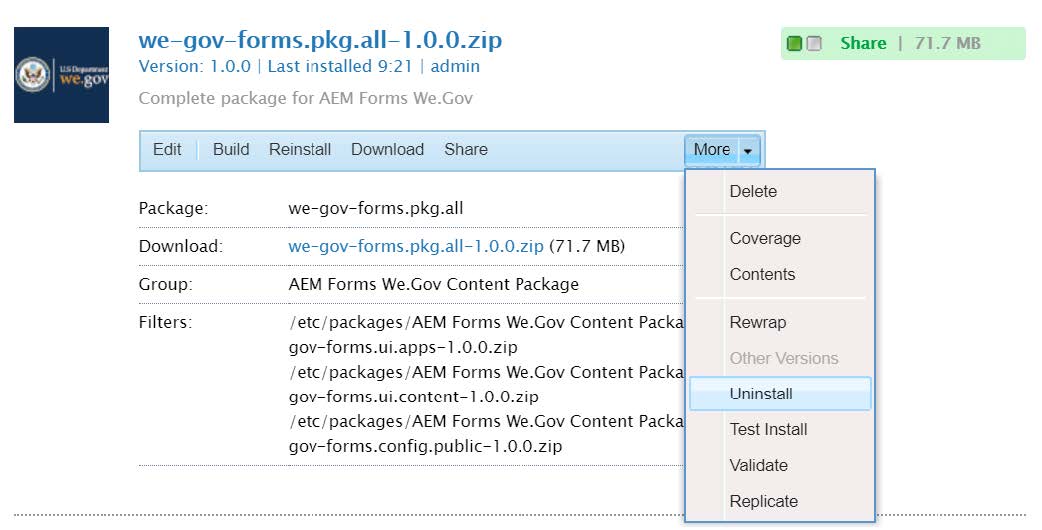 we-gov-forms.pkg.all-1.0.0.zip
Share | 71.7 MB
U.S Department
we.gov
Version: 1.0.0 | Last installed 9:21 | admin
Complete package for AEM Forms We.Gov
Edit Build Reinstall Download Share More
Package: we-gov-forms.pkg.all
Download: we-gov-forms.pkg.all-1.0.0.zip (71.7 MB)
Group: AEM Forms We.Gov Content Package
Filters: /etc/packages/AEM Forms We.Gov Content Packa
gov-forms.ui.apps-1.0.0.zip
/etc/packages/AEM Forms We.Gov Content Packa
gov-forms.ui.content-1.0.0.zip
/etc/packages/AEM Forms We.Gov Content Packa
gov-forms.config.public-1.0.0.zip
Delete
Coverage
Contents
Rewrap
Other Versions
Uninstall
Test Install
Validate
Replicate